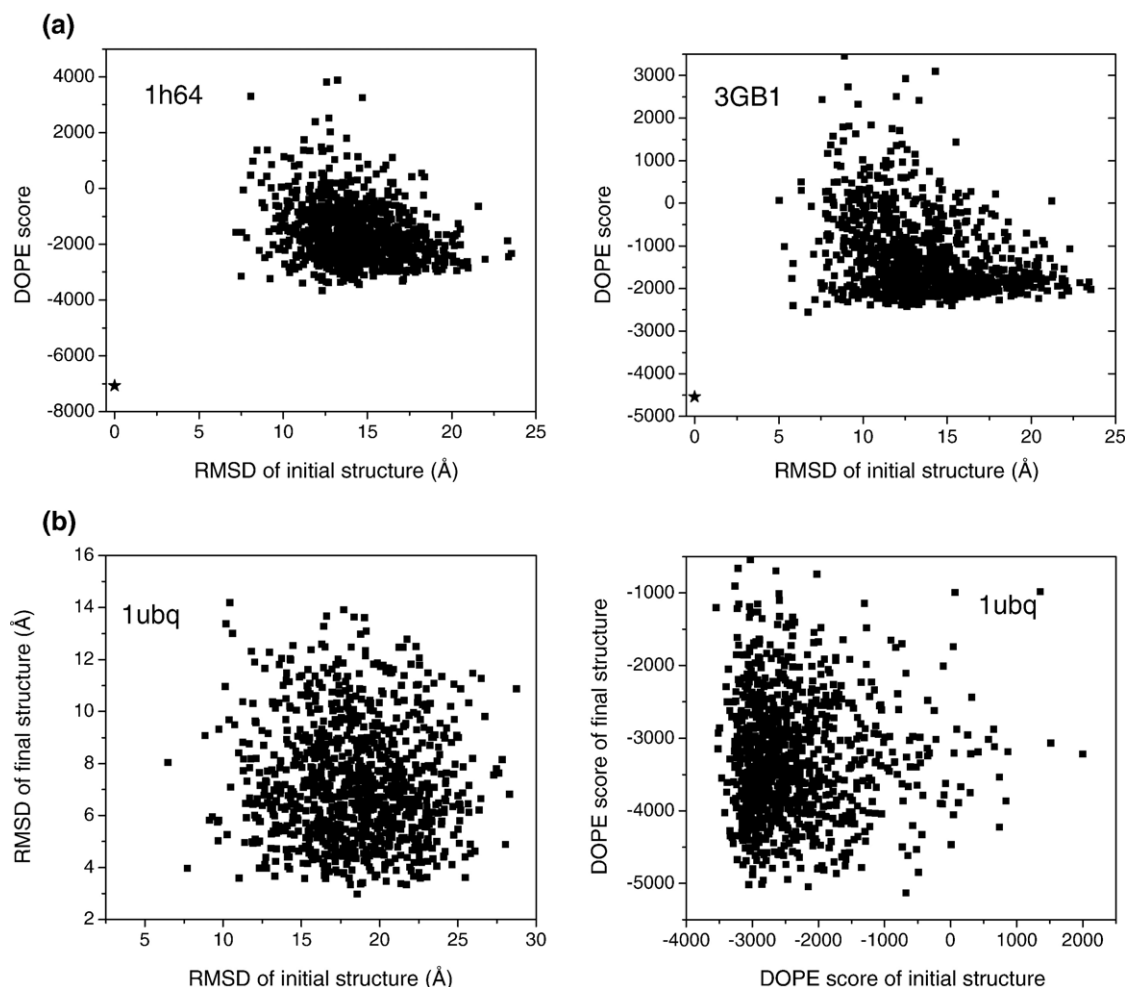 (a)
1h64
DOPE score
4000
2000
0
-2000
-4000
-6000
-8000
0 5 10 15 20 25
RMSD of initial structure (Å)
3GB1
DOPE score
3000
2000
1000
0
-1000
-2000
-3000
-4000
-5000
0 5 10 15 20 25
RMSD of initial structure (Å)
(b)
1ubq
RMSD of final structure (Å)
16
14
12
10
8
6
4
2
5 10 15 20 25 30
RMSD of initial structure (Å)
1ubq
DOPE score of final structure
-1000
-2000
-3000
-4000
-5000
-4000 -3000 -2000 -1000 0 1000 2000
DOPE score of initial structure